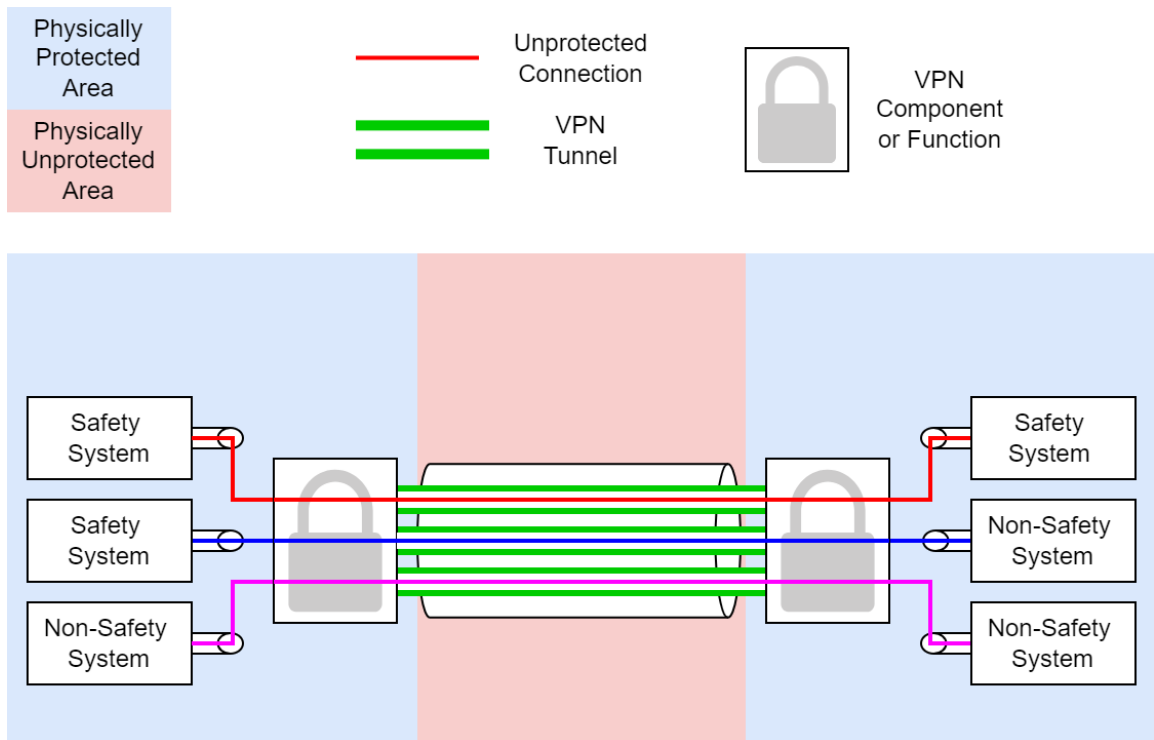 Physically
Protected
Area
Physically
Unprotected
Area
Unprotected
Connection
VPN
Tunnel
VPN
Component
or Function
Safety
System
Safety
System
Non-Safety
System
Safety
System
Non-Safety
System
Non-Safety
System